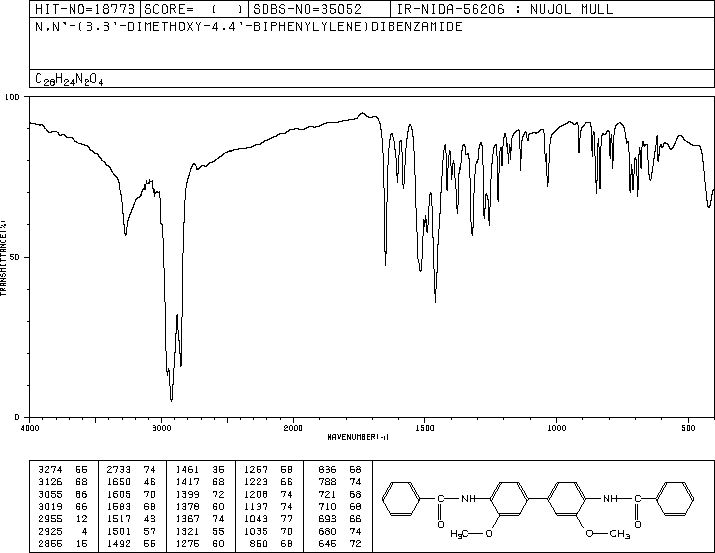 HIT-NO=18773 SCORE= ( ) SDBS-NO=35052 IR-NIDA-56206 : NUJOL MULL
N,N'-(3,3'-DIMETHOXY-4,4'-BIPHENYLYLENE)DIBENZAMIDE
C28H24N2O4
100
50
0
TRANSMITTANCE(%)
4000 3000 2000 1500 1000 500
WAVENUMBER(-1)
3274 55 2733 74 1461 35 1267 68 836 68
3126 68 1650 46 1417 68 1223 66 788 74
3055 66 1605 70 1399 72 1208 74 721 68
3019 66 1583 68 1378 60 1137 74 710 68
2955 12 1517 43 1367 74 1043 77 693 66
2925 4 1501 57 1321 55 1035 70 680 74
2855 15 1492 55 1275 60 850 68 645 72
C NH NH C
O O O O
H3C CH3